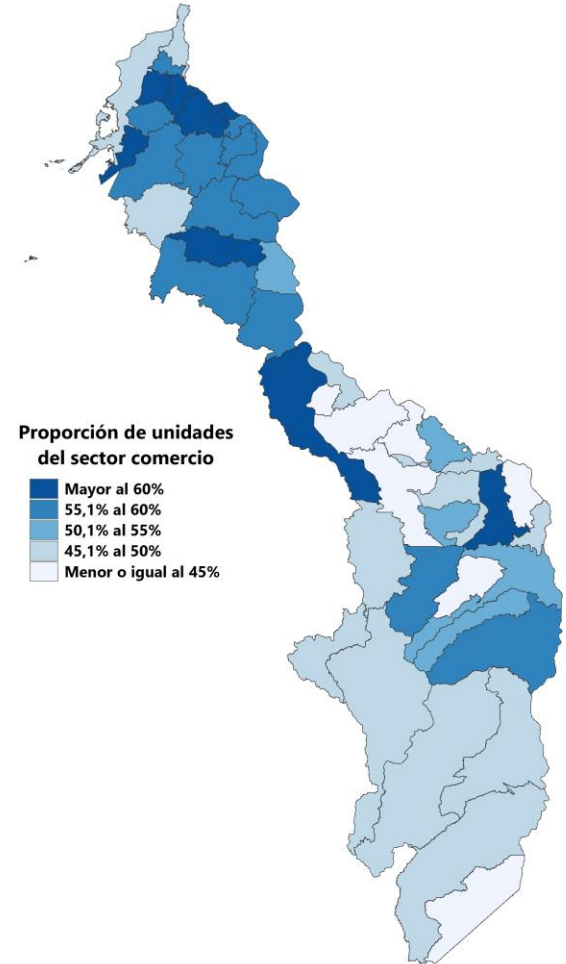 Proporción de unidades
del sector comercio
Mayor al 60%
55,1% al 60%
50,1% al 55%
45,1% al 50%
Menor o igual al 45%